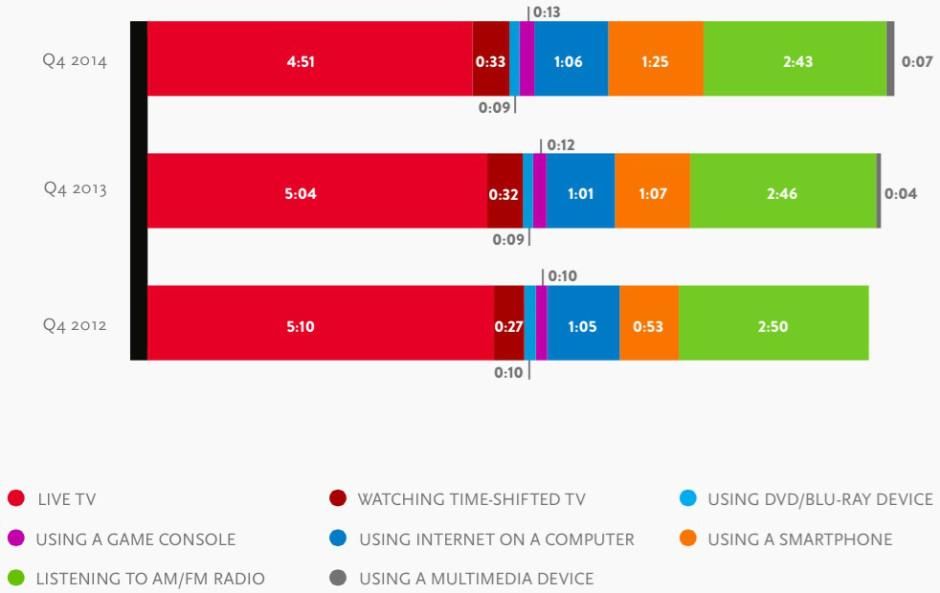 0:13
Q4 2014 4:51 0:33 1:06 1:25 2:43 0:07
0:09
0:12
Q4 2013 5:04 0:32 1:01 1:07 2:46 0:04
0:09
0:10
Q4 2012 5:10 0:27 1:05 0:53 2:50
0:10
LIVE TV WATCHING TIME-SHIFTED TV USING DVD/BLU-RAY DEVICE
USING A GAME CONSOLE USING INTERNET ON A COMPUTER USING A SMARTPHONE
LISTENING TO AM/FM RADIO USING A MULTIMEDIA DEVICE